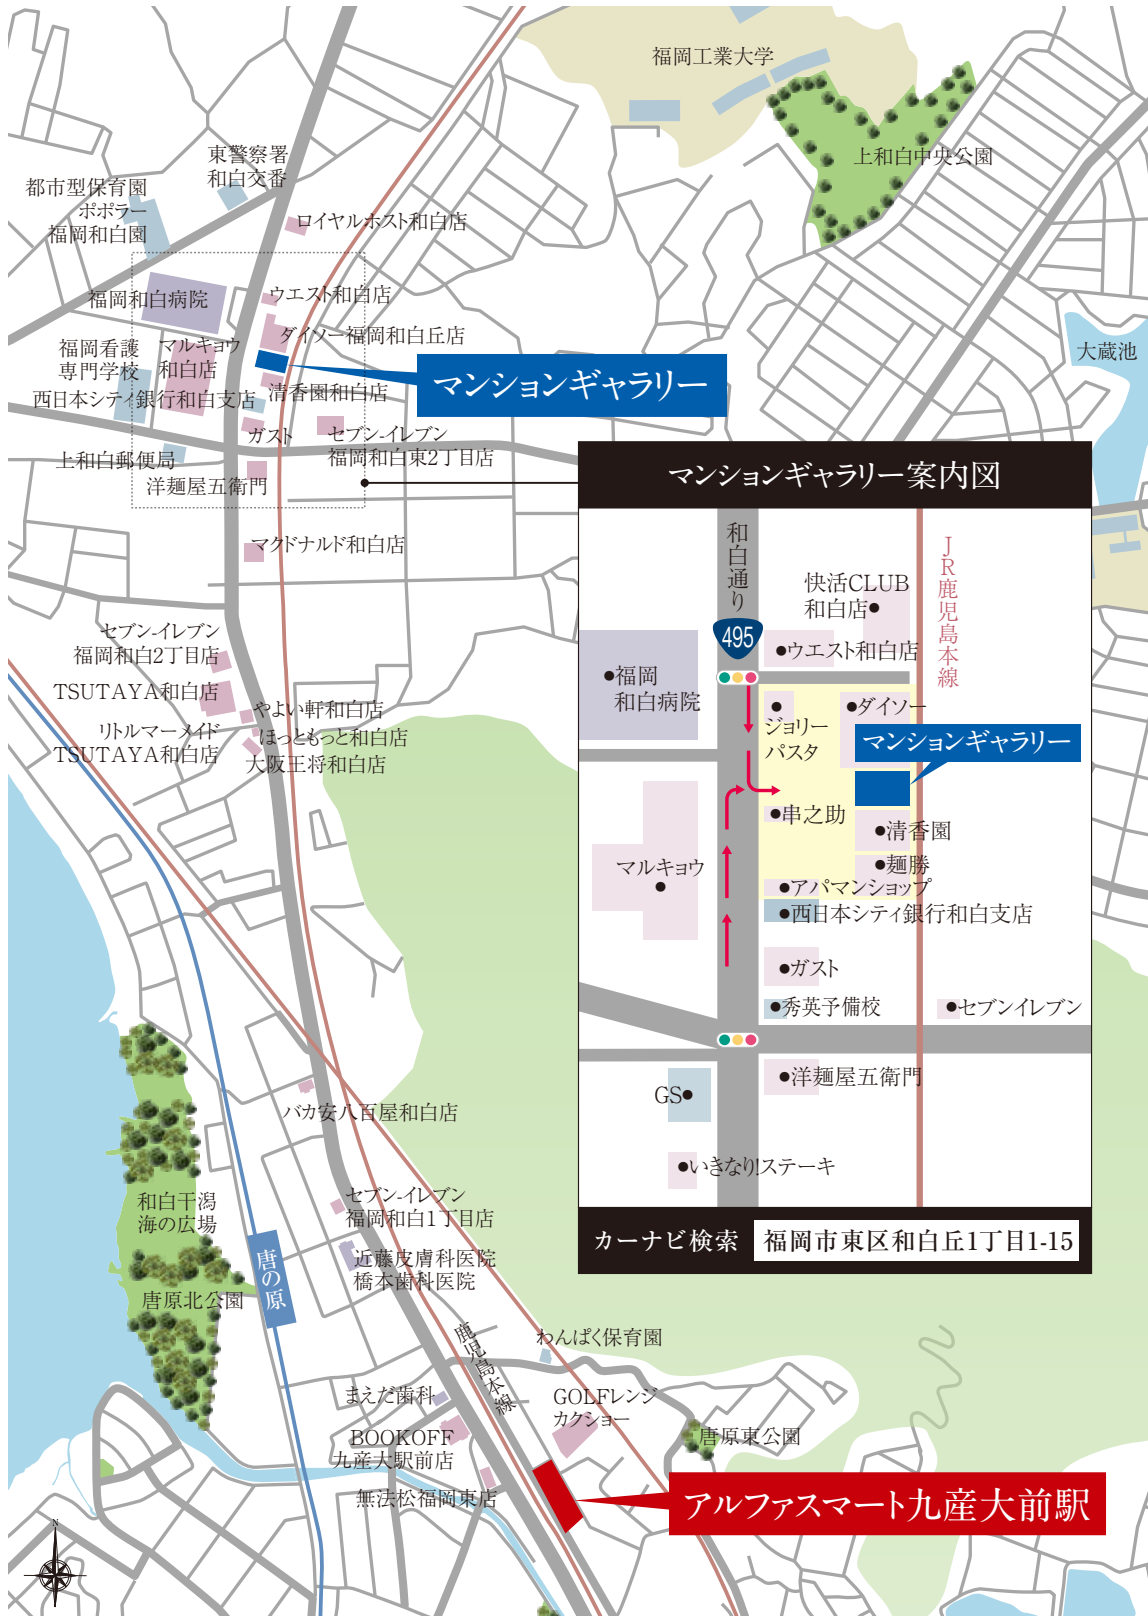 福岡工業大学
上和白中央公園
東警察署
和白交番
都市型保育園
ポポラー
福岡和白園
ロイヤルホスト和白店
福岡和白病院
ウエスト和白店
ダイソー福岡和白丘店
福岡看護
専門学校
マルキョウ
和白店
大蔵池
マンションギャラリー
西日本シティ銀行和白支店
清香園和白店
ガスト
セブン-イレブン
福岡和白東2丁目店
上和白郵便局
洋麺屋五衛門
マクドナルド和白店
セブン-イレブン
福岡和白2丁目店
TSUTAYA和白店
やよい軒和白店
リトルマーメイド
TSUTAYA和白店
ほっともっと和白店
大阪王将和白店
マンションギャラリー案内図
和白通り
495
JR鹿児島本線
快活CLUB
和白店
ウエスト和白店
福岡
和白病院
ジョリー
パスタ
ダイソー
マンションギャラリー
串之助
清香園
麺勝
マルキョウ
アパマンショップ
西日本シティ銀行和白支店
ガスト
秀英予備校
セブンイレブン
洋麺屋五衛門
GS
いきなり!ステーキ
カーナビ検索
福岡市東区和白丘1丁目1-15
バカ安八百屋和白店
セブン-イレブン
福岡和白1丁目店
和白干潟
海の広場
唐の原
近藤皮膚科医院
橋本歯科医院
唐原北公園
鹿児島本線
わんぱく保育園
まえだ歯科
GOLFレンジ
カクショー
BOOKOFF
九産大駅前店
唐原東公園
無法松福岡東店
アルファスマート九産大前駅
N